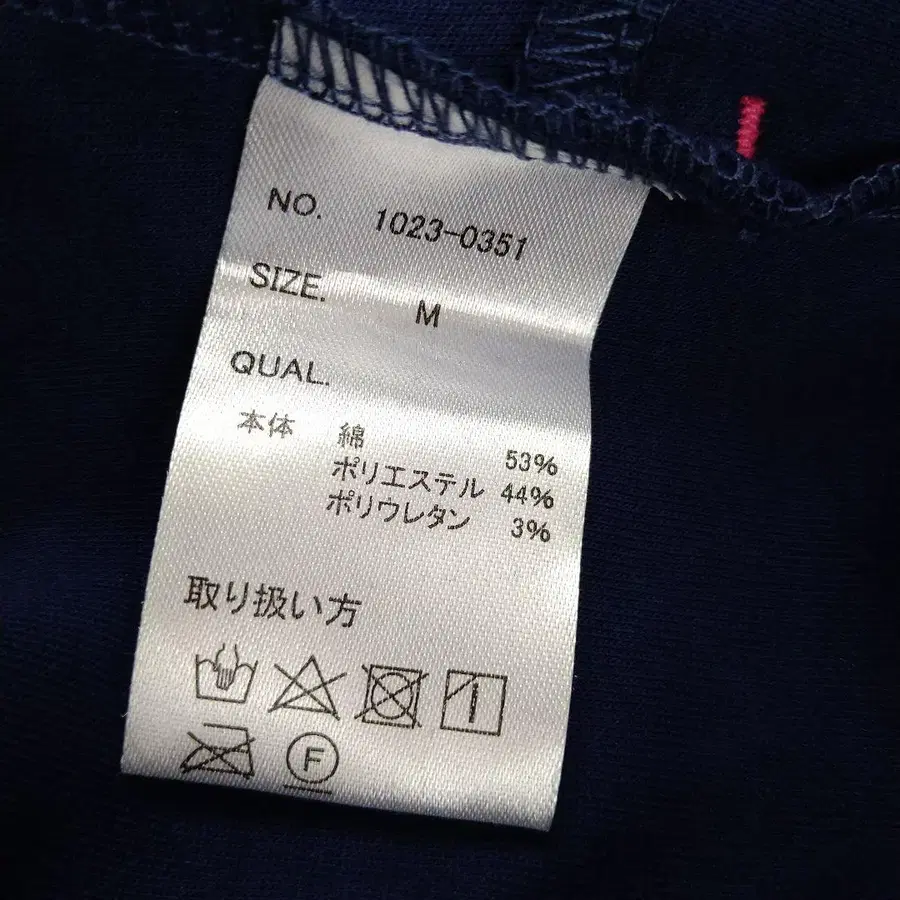 NO. 1023-0351
SIZE. M
QUAL.
本体 綿 53%
ポリエステル 44%
ポリウレタン 3%
取り扱い方
F